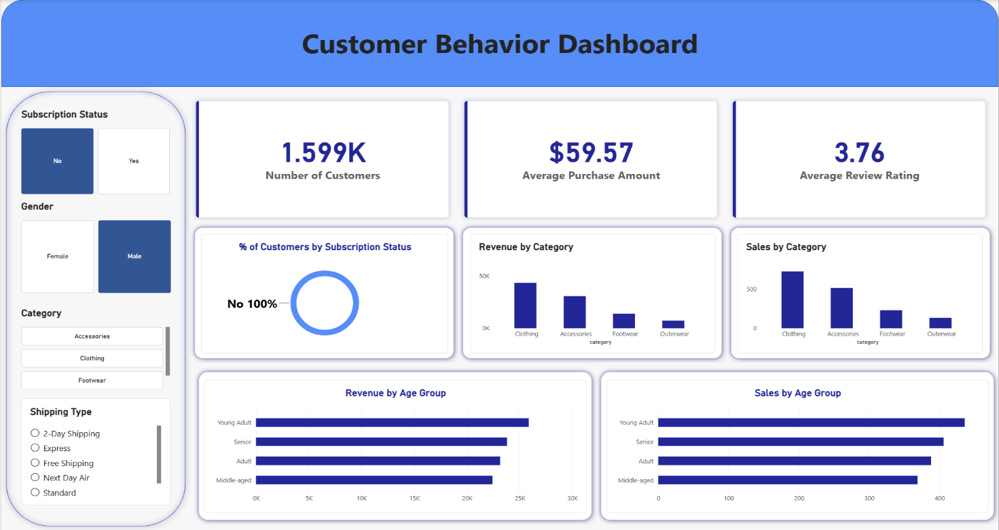 Customer Behavior Dashboard
Subscription Status
No
Yes
Gender
Female
Male
Category
Accessories
Clothing
Footwear
Shipping Type
2-Day Shipping
Express
Free Shipping
Next Day Air
Standard
1.599K
Number of Customers
$59.57
Average Purchase Amount
3.76
Average Review Rating
% of Customers by Subscription Status
No 100%
Revenue by Category
50K
0K
Clothing Accessories Footwear Outerwear
category
Sales by Category
500
0
Clothing Accessories Footwear Outerwear
category
Revenue by Age Group
Young Adult
Senior
Adult
Middle-aged
0K 5K 10K 15K 20K 25K 30K
Sales by Age Group
Young Adult
Senior
Adult
Middle-aged
0 100 200 300 400